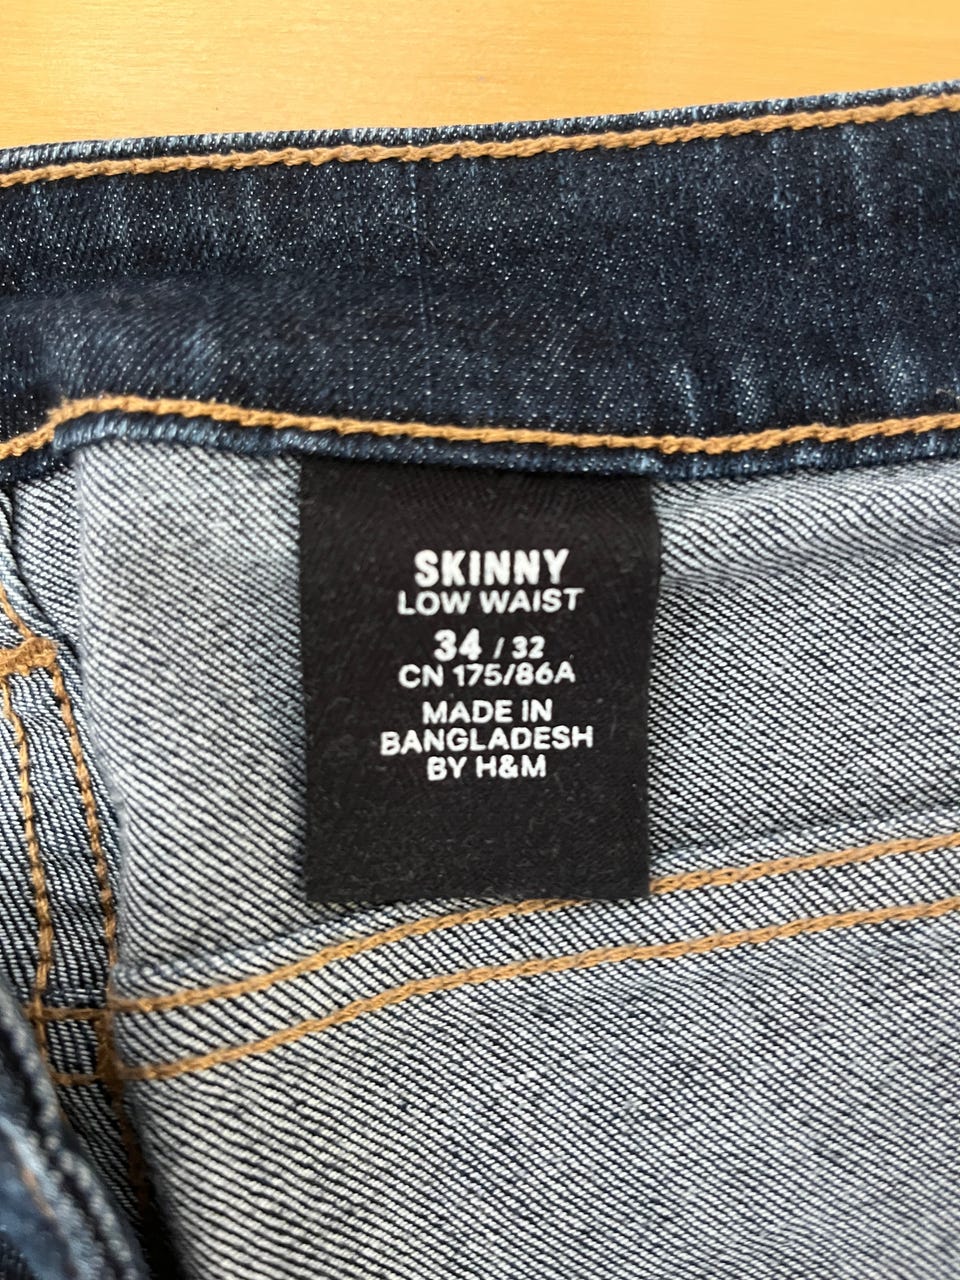 SKINNY
LOW WAIST
34 / 32
CN 175/86A
MADE IN
BANGLADESH
BY H&M